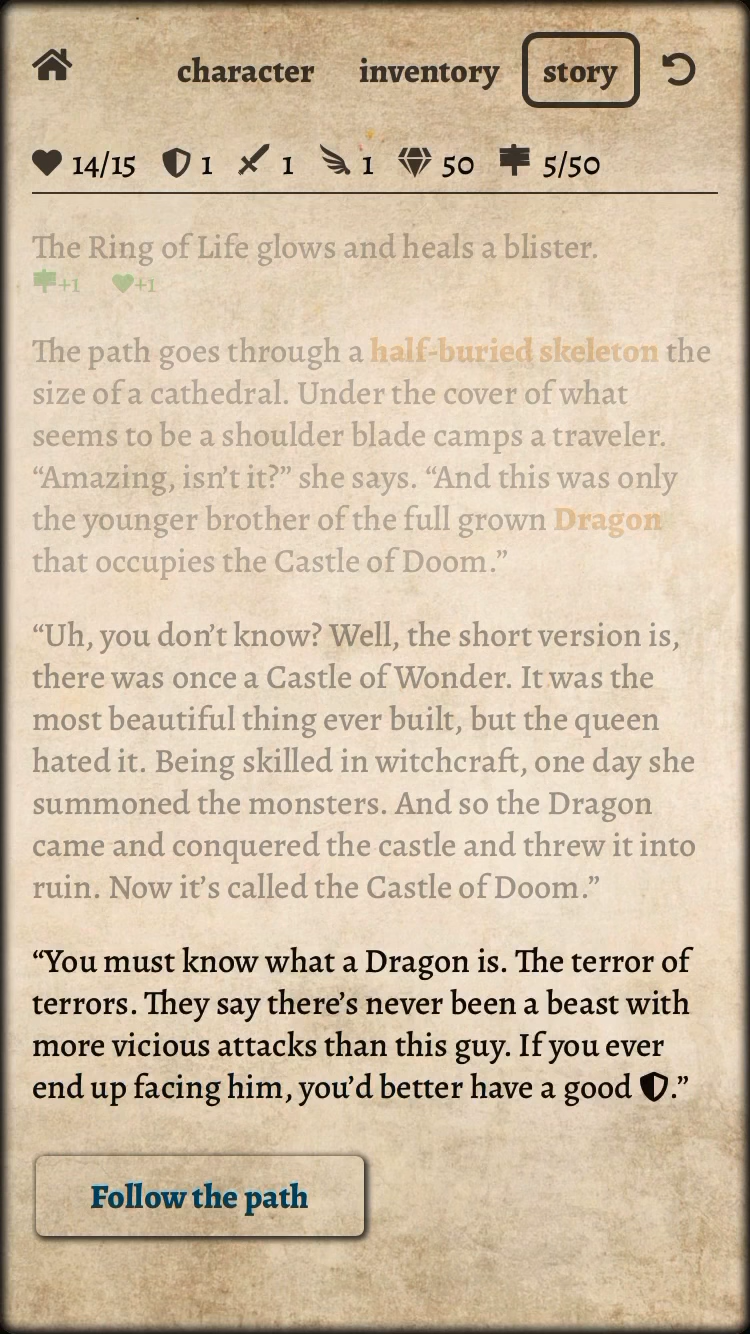 character inventory story
14/15 1 1 1 50 5/50
The Ring of Life glows and heals a blister.
+1 +1
The path goes through a half-buried skeleton the
size of a cathedral. Under the cover of what
seems to be a shoulder blade camps a traveler.
“Amazing, isn’t it?” she says. “And this was only
the younger brother of the full grown Dragon
that occupies the Castle of Doom.”
“Uh, you don’t know? Well, the short version is,
there was once a Castle of Wonder. It was the
most beautiful thing ever built, but the queen
hated it. Being skilled in witchcraft, one day she
summoned the monsters. And so the Dragon
came and conquered the castle and threw it into
ruin. Now it’s called the Castle of Doom.”
“You must know what a Dragon is. The terror of
terrors. They say there’s never been a beast with
more vicious attacks than this guy. If you ever
end up facing him, you’d better have a good .”
Follow the path